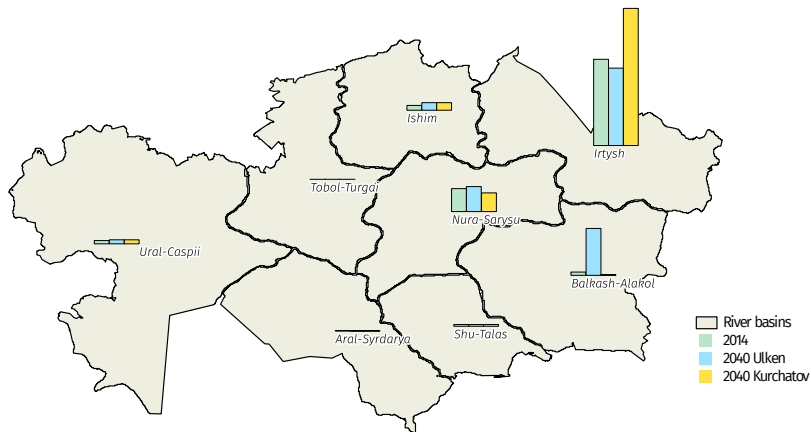 Ishim
Irtysh
Tobol-Turgai
Nura-Sarysu
Ural-Caspii
Balkash-Alakol
Aral-Syrdarya
Shu-Talas
River basins
2014
2040 Ulken
2040 Kurchatov